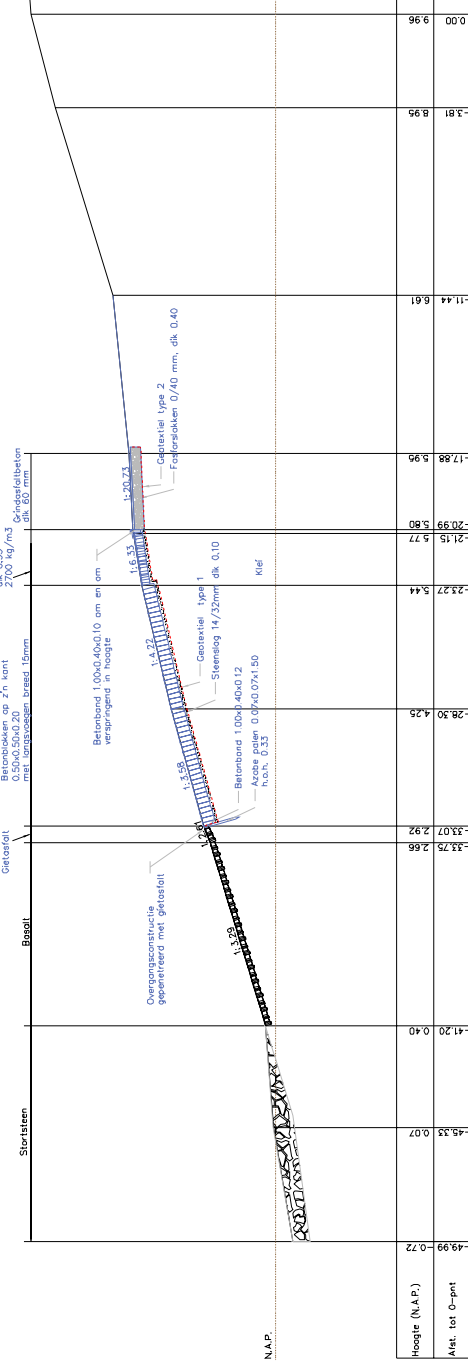 Stortsteen
Basalt
Gietasfalt
Betonblokken op z'n kant
0.50x0.50x0.20
met langsvoegen breed 15mm
2700 kg/m3
Grindasfaltbeton
dik 60 mm
Overgangsconstructie
gepenetreerd met gietasfalt
Betonband 1.00x0.40x0.10 om en om
verspringend in hoogte
1:3.29
1:2.61
1:3.58
1:4.22
1:6.33
1:20.73
Betonband 1.00x0.40x0.12
Azobe palen 0.07x0.07x1.50
h.o.h. 0.33
Geotextiel type 1
Steenslag 14/32mm dik 0.10
Klei
Geotextiel type 2
Fosforslakken 0/40 mm, dik 0.40
N.A.P.
Hoogte (N.A.P.) -0.72 0.07 0.40 2.66 2.92 4.25 5.44 5.77 5.80 5.95 6.61 8.95 9.96
Afst. tot 0-pnt -49.99 -45.33 -41.20 -33.75 -33.07 -28.30 -23.27 -21.15 -20.99 -17.88 -11.44 -3.81 0.00